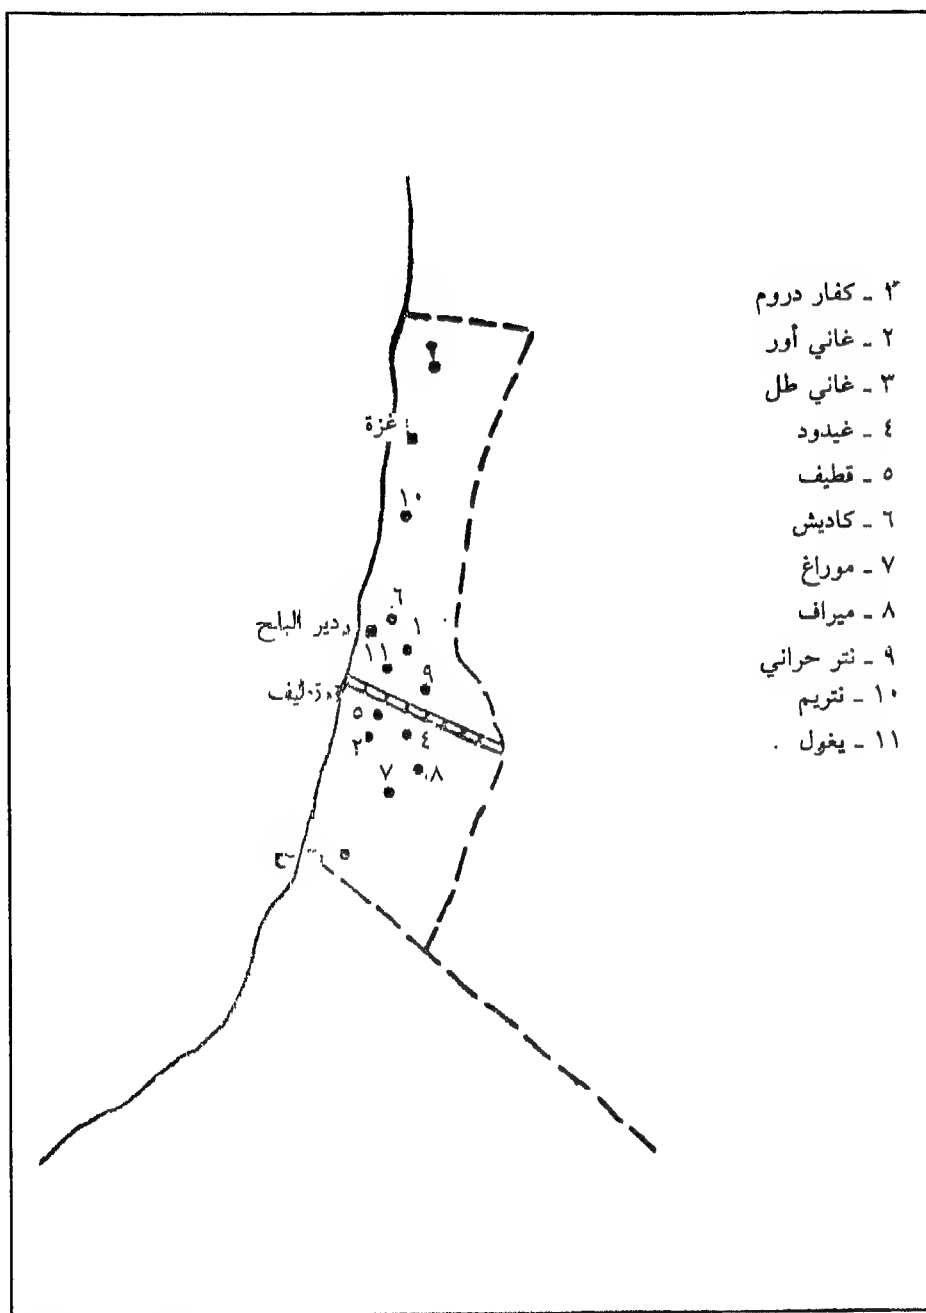 ١ ـ كفار دروم
٢ ـ غاني أور
٣ ـ غاني طل
٤ ـ غيدود
٥ ـ قطيف
٦ ـ كاديش
٧ ـ موراغ
٨ ـ ميراف
٩ ـ نتر حراني
١٠ ـ نتريم
١١ ـ يغول
غزة
١٠
٦
دير البلح
١
١١
٩
٥
٤
٢
٨
٧